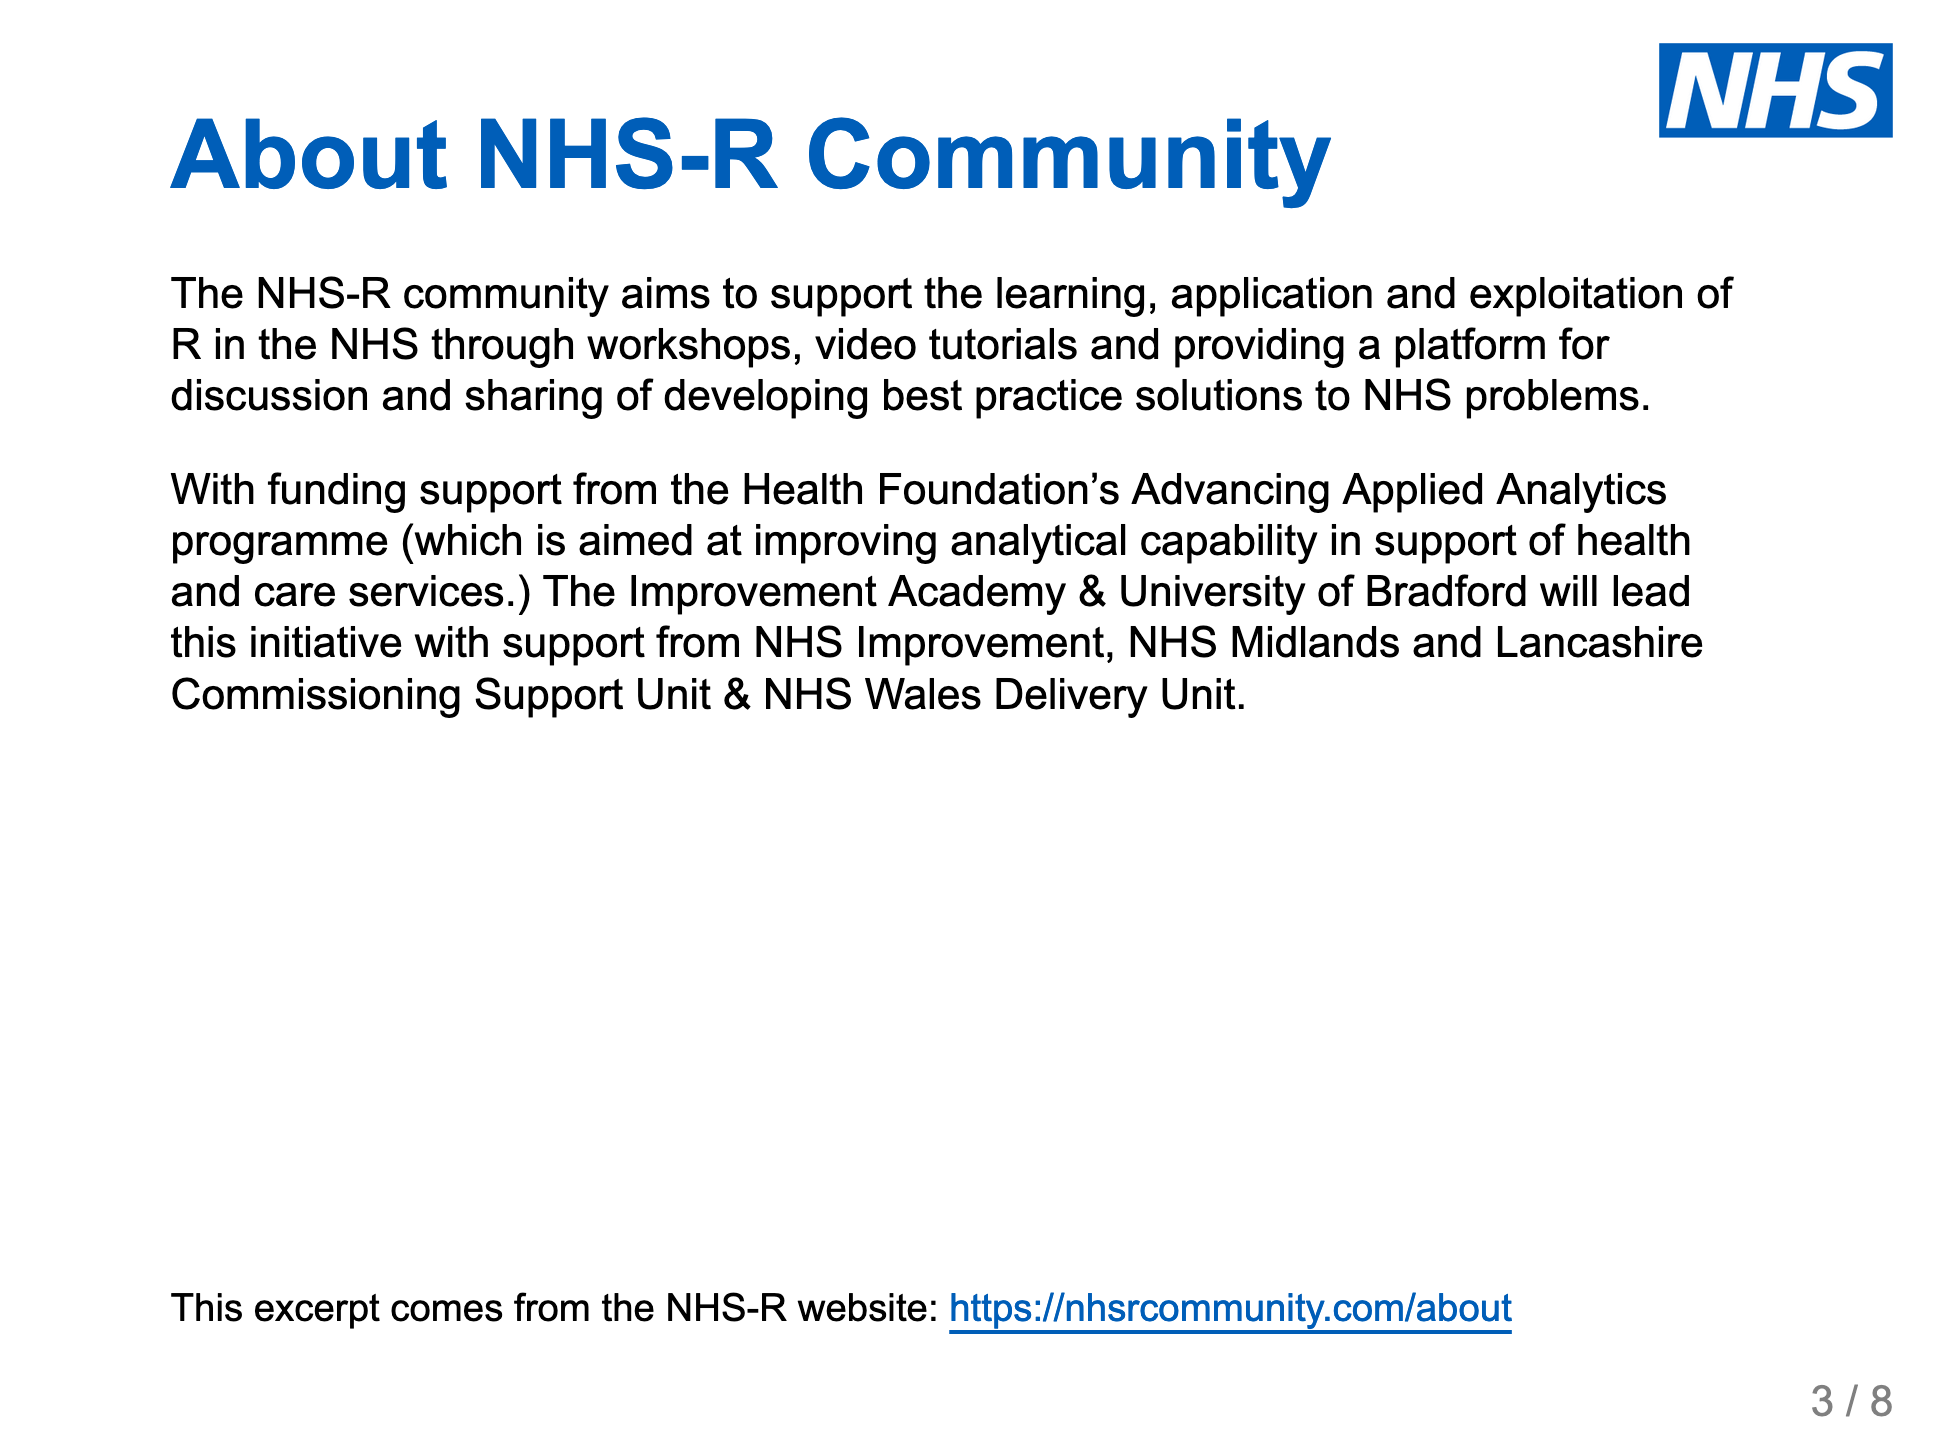 NHS
About NHS-R Community
The NHS-R community aims to support the learning, application and exploitation of
R in the NHS through workshops, video tutorials and providing a platform for
discussion and sharing of developing best practice solutions to NHS problems.
With funding support from the Health Foundation’s Advancing Applied Analytics
programme (which is aimed at improving analytical capability in support of health
and care services.) The Improvement Academy & University of Bradford will lead
this initiative with support from NHS Improvement, NHS Midlands and Lancashire
Commissioning Support Unit & NHS Wales Delivery Unit.
This excerpt comes from the NHS-R website: https://nhsrcommunity.com/about
3 / 8